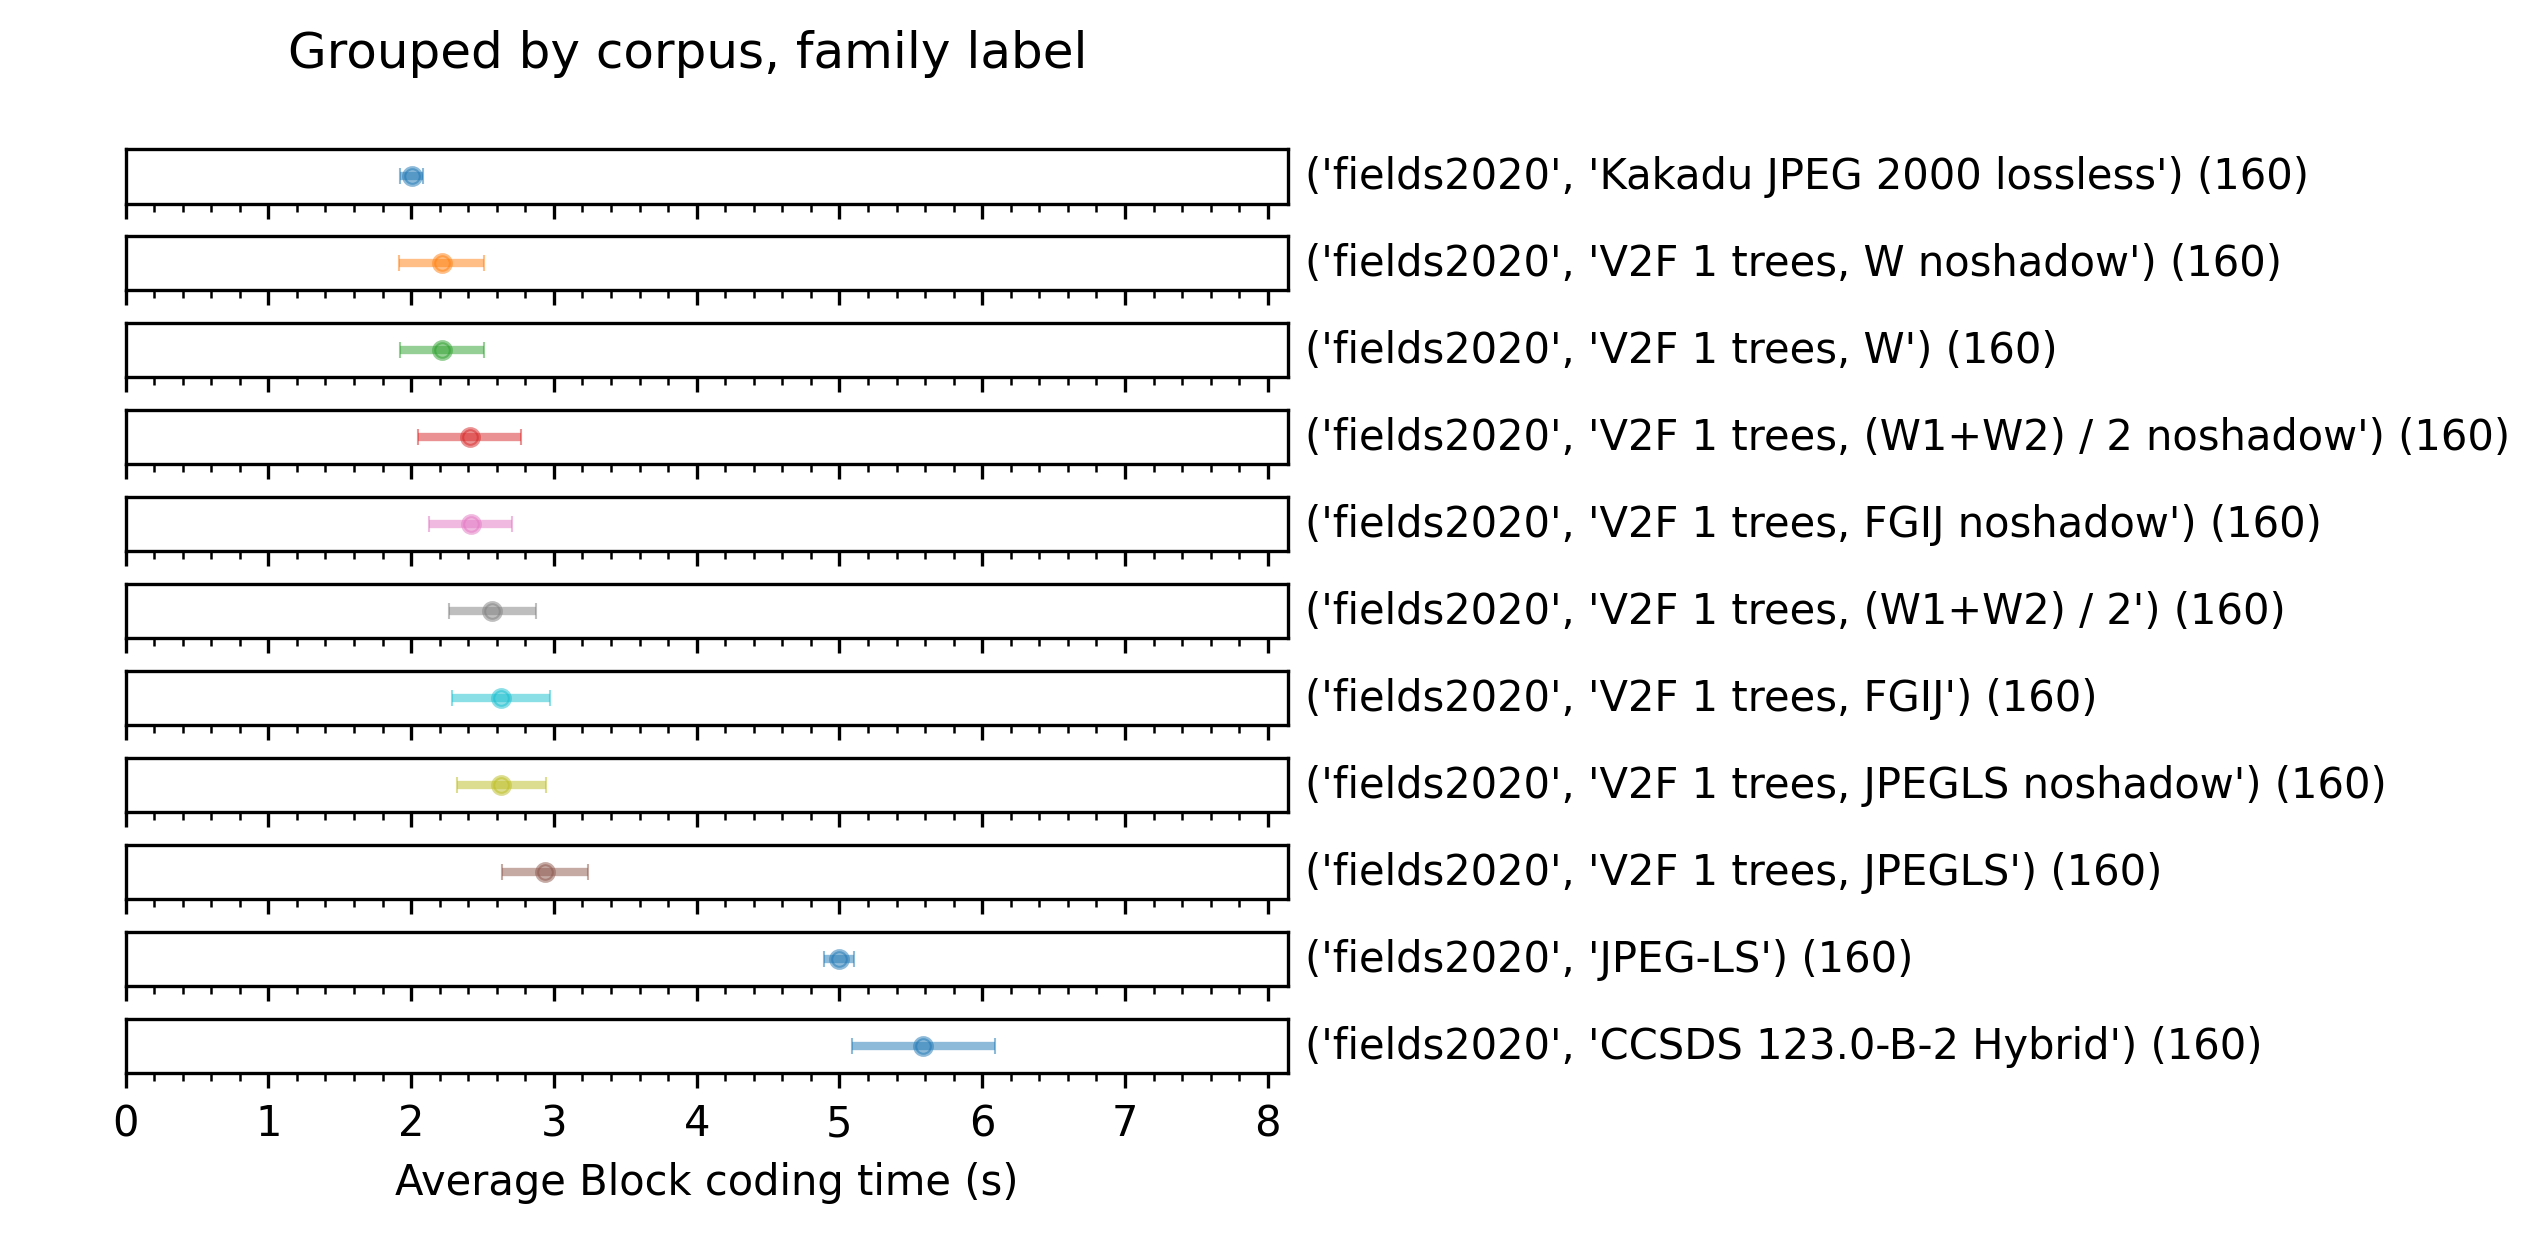 Grouped by corpus, family label
('fields2020', 'Kakadu JPEG 2000 lossless') (160)
('fields2020', 'V2F 1 trees, W noshadow') (160)
('fields2020', 'V2F 1 trees, W') (160)
('fields2020', 'V2F 1 trees, (W1+W2) / 2 noshadow') (160)
('fields2020', 'V2F 1 trees, FGIJ noshadow') (160)
('fields2020', 'V2F 1 trees, (W1+W2) / 2') (160)
('fields2020', 'V2F 1 trees, FGIJ') (160)
('fields2020', 'V2F 1 trees, JPEGLS noshadow') (160)
('fields2020', 'V2F 1 trees, JPEGLS') (160)
('fields2020', 'JPEG-LS') (160)
('fields2020', 'CCSDS 123.0-B-2 Hybrid') (160)
0 1 2 3 4 5 6 7 8
Average Block coding time (s)